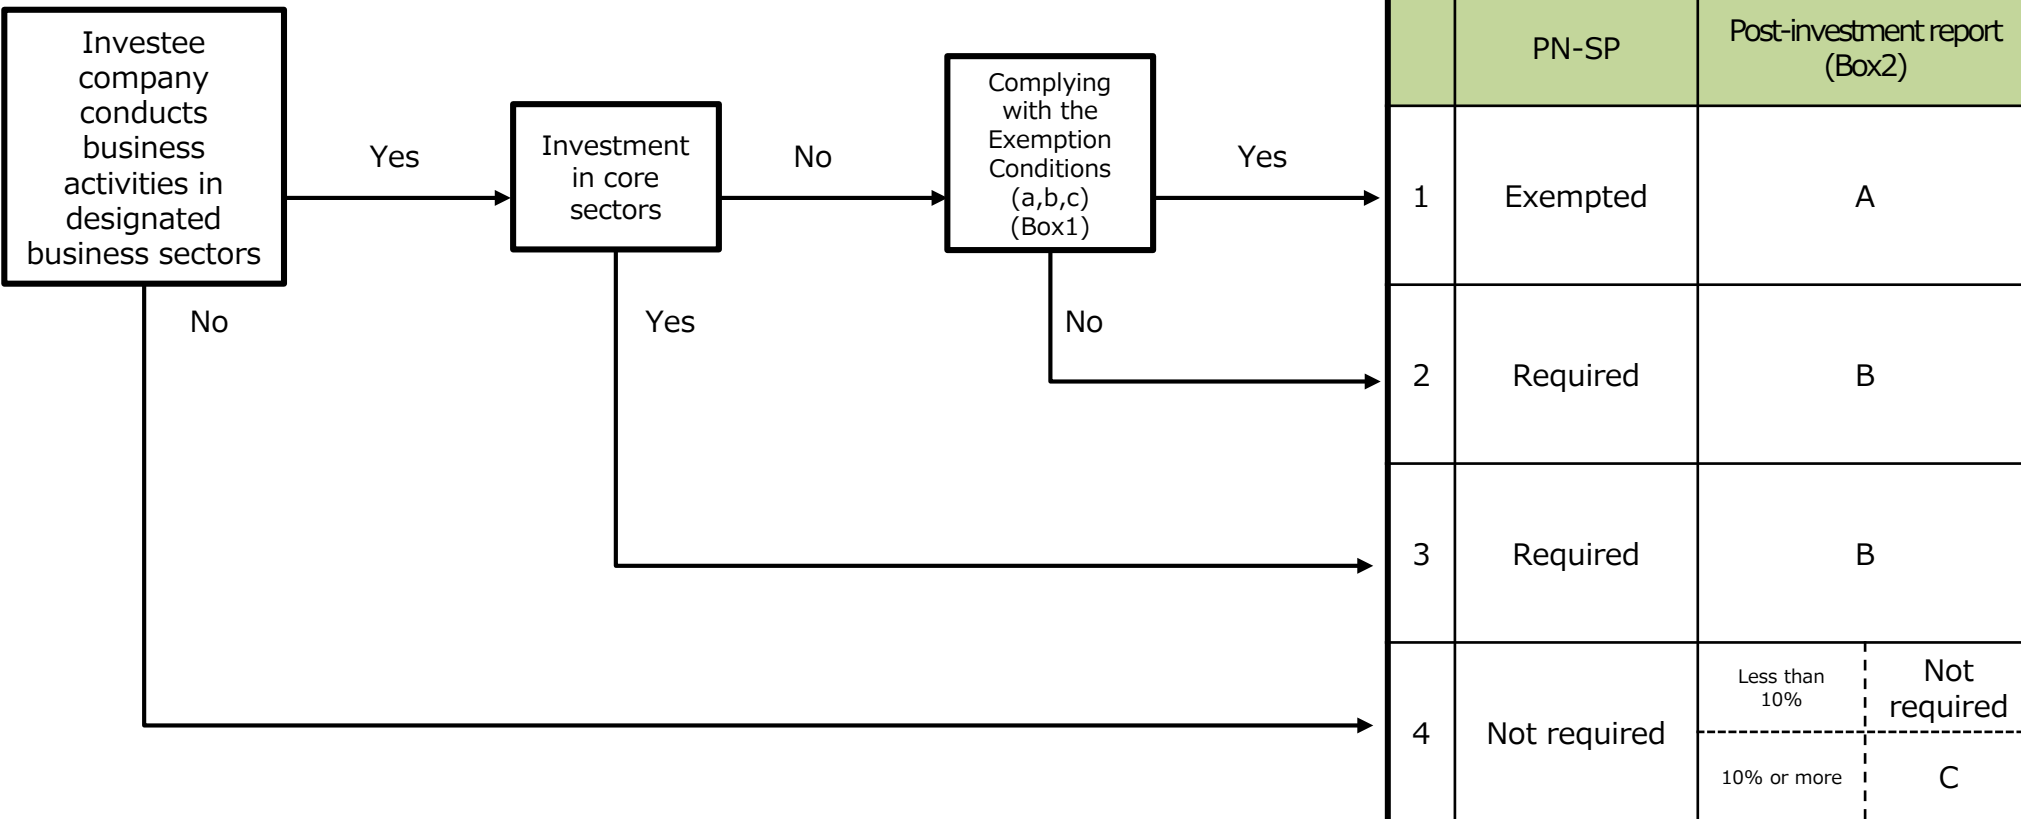 Investee
company
conducts
business
activities in
designated
business sectors
Yes
No
Investment
in core
sectors
No
Yes
Complying
with the
Exemption
Conditions
(a,b,c)
(Box1)
Yes
No
PN-SP
Post-investment report
(Box2)
1
Exempted
A
2
Required
B
3
Required
B
4
Not required
Less than
10%
Not
required
10% or more
C